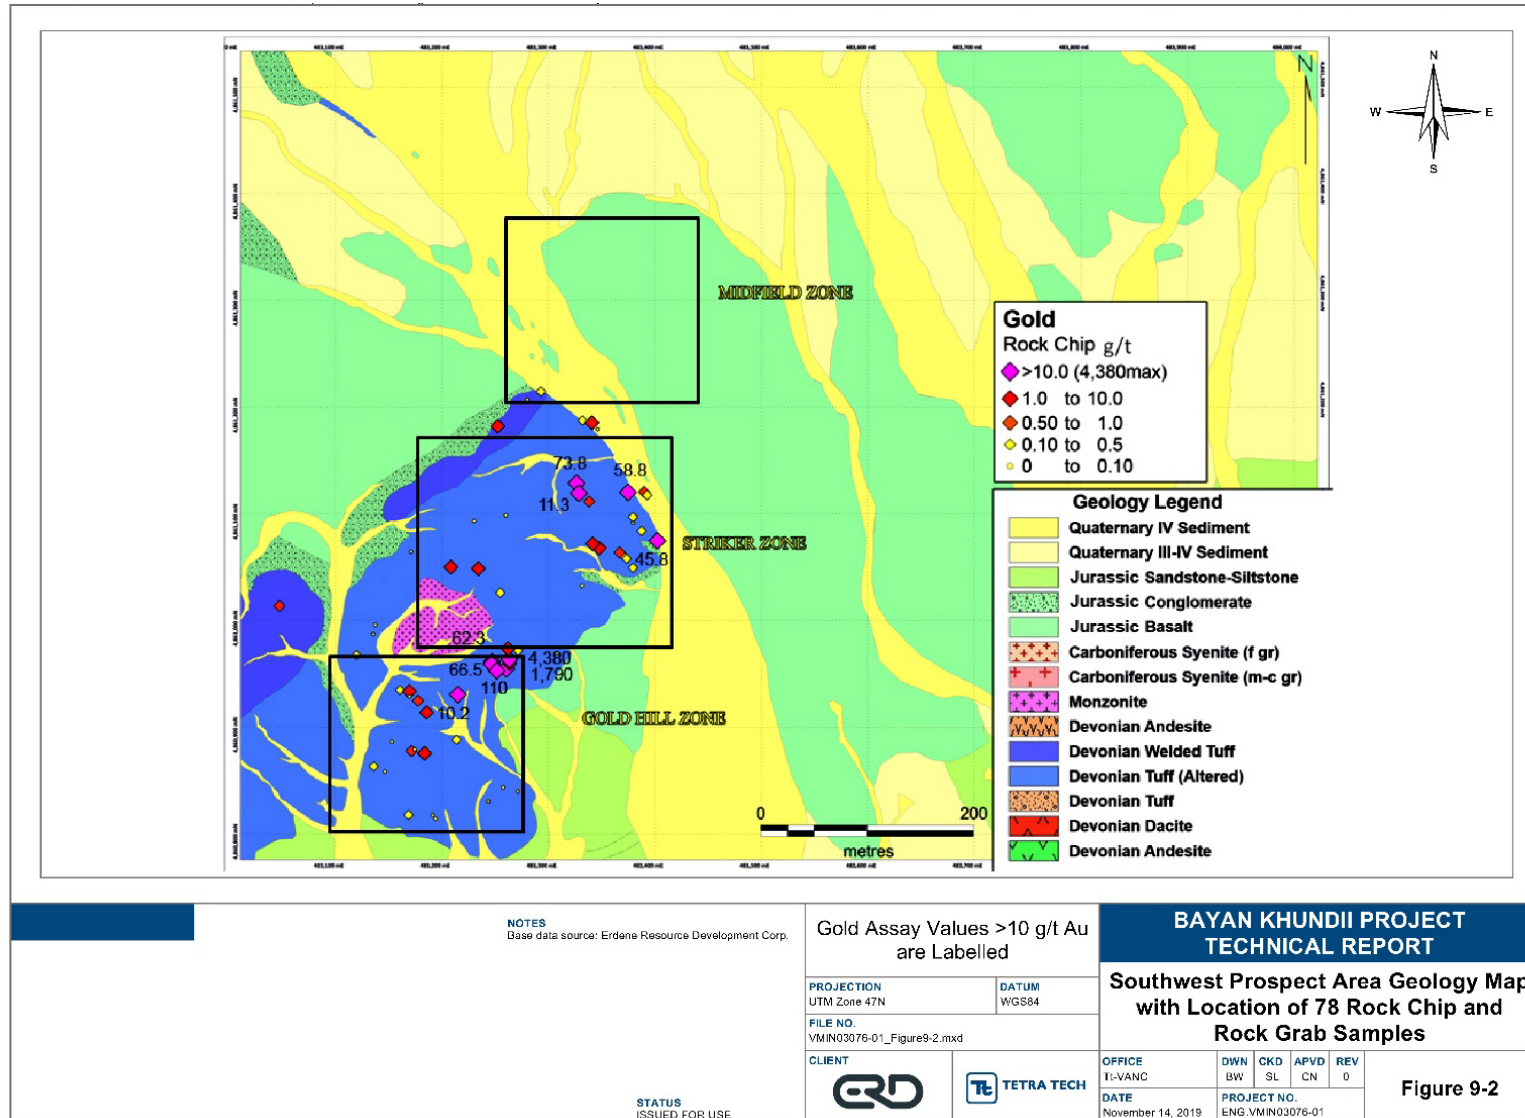 N
W E
S
N
MIDFIELD ZONE
Gold
Rock Chip g/t
>10.0 (4,380max)
1.0 to 10.0
0.50 to 1.0
0.10 to 0.5
0 to 0.10
73.8
58.8
11.3
STRIKER ZONE
45.8
62.3
4,380
66.5
1,790
110
10.2
GOLD HILL ZONE
Geology Legend
Quaternary IV Sediment
Quaternary III-IV Sediment
Jurassic Sandstone-Siltstone
Jurassic Conglomerate
Jurassic Basalt
Carboniferous Syenite (f gr)
Carboniferous Syenite (m-c gr)
Monzonite
Devonian Andesite
Devonian Welded Tuff
Devonian Tuff (Altered)
Devonian Tuff
Devonian Dacite
Devonian Andesite
0 200
metres
NOTES
Base data source: Erdene Resource Development Corp.
STATUS
ISSUED FOR USE
Gold Assay Values >10 g/t Au
are Labelled
PROJECTION
UTM Zone 47N
DATUM
WGS84
FILE NO.
VMIN03076-01_Figure9-2.mxd
CLIENT
ERD
Tt TETRA TECH
BAYAN KHUNDII PROJECT
TECHNICAL REPORT
Southwest Prospect Area Geology Map
with Location of 78 Rock Chip and
Rock Grab Samples
OFFICE
Tt-VANC
DWN
BW
CKD
SL
APVD
CN
REV
0
DATE
November 14, 2019
PROJECT NO.
ENG.VMIN03076-01
Figure 9-2